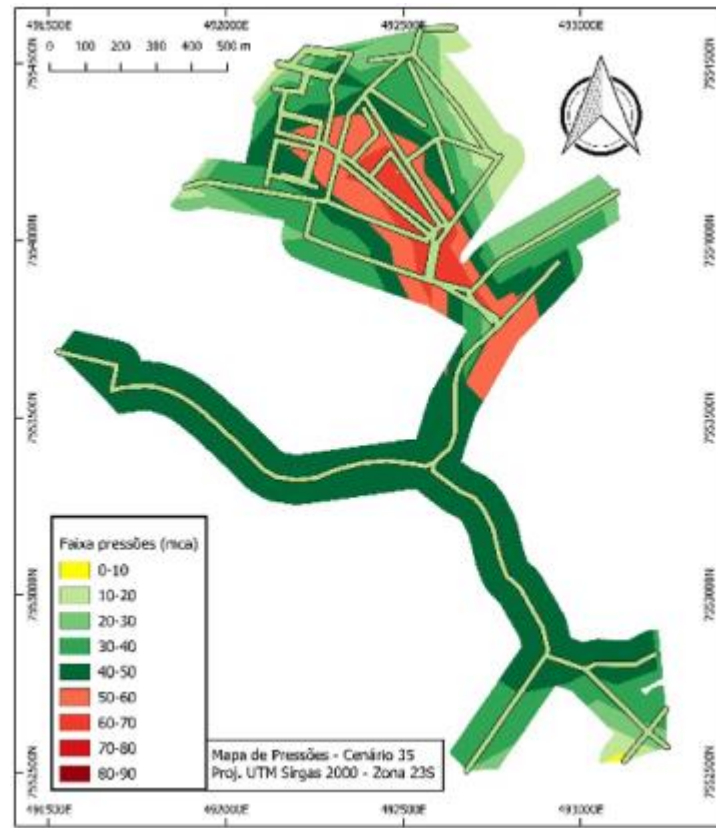 491500E 492000E 492500E 493000E
0 100 200 300 400 500 m
7554500N 7554500N
7554000N 7554000N
7553500N 7553500N
7553000N 7553000N
7552500N 7552500N
Faixa pressões (mca)
0-10
10-20
20-30
30-40
40-50
50-60
60-70
70-80
80-90
Mapa de Pressões - Cenário 35
Proj. UTM Sirgas 2000 - Zona 23S
491500E 492000E 492500E 493000E